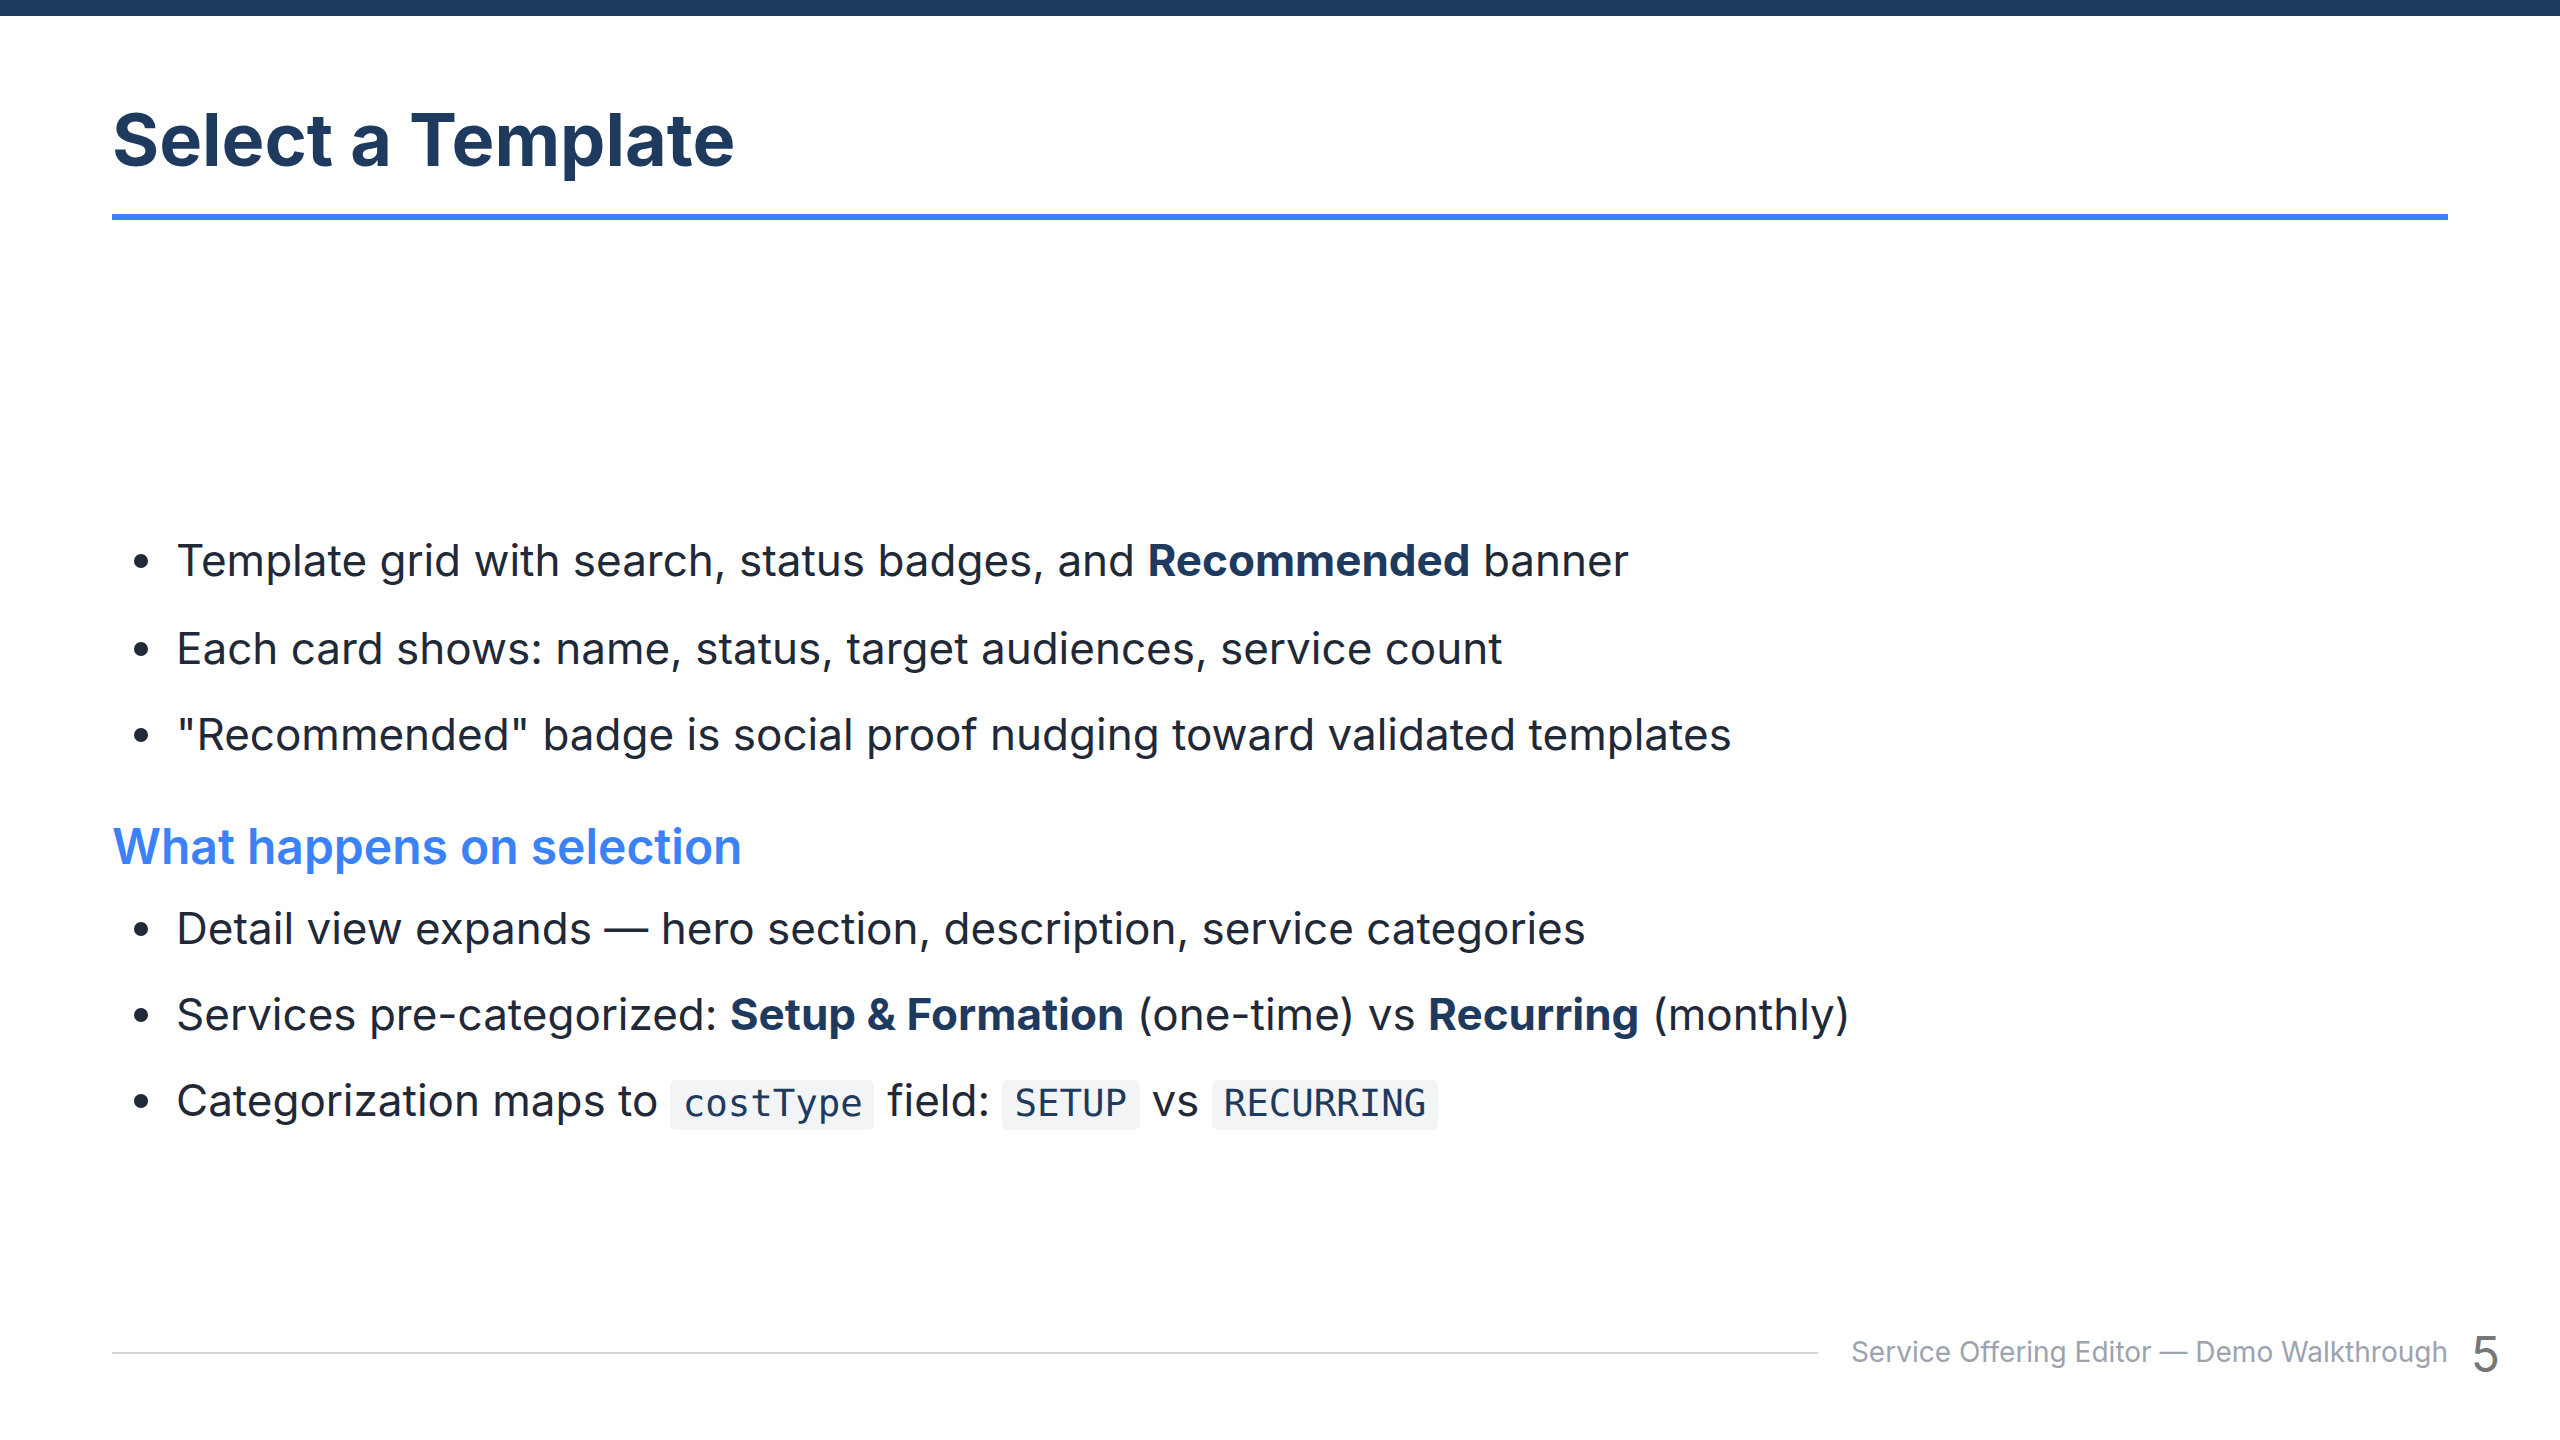 Select a Template
• Template grid with search, status badges, and Recommended banner
• Each card shows: name, status, target audiences, service count
• "Recommended" badge is social proof nudging toward validated templates
What happens on selection
• Detail view expands — hero section, description, service categories
• Services pre-categorized: Setup & Formation (one-time) vs Recurring (monthly)
• Categorization maps to costType field: SETUP vs RECURRING
Service Offering Editor — Demo Walkthrough 5